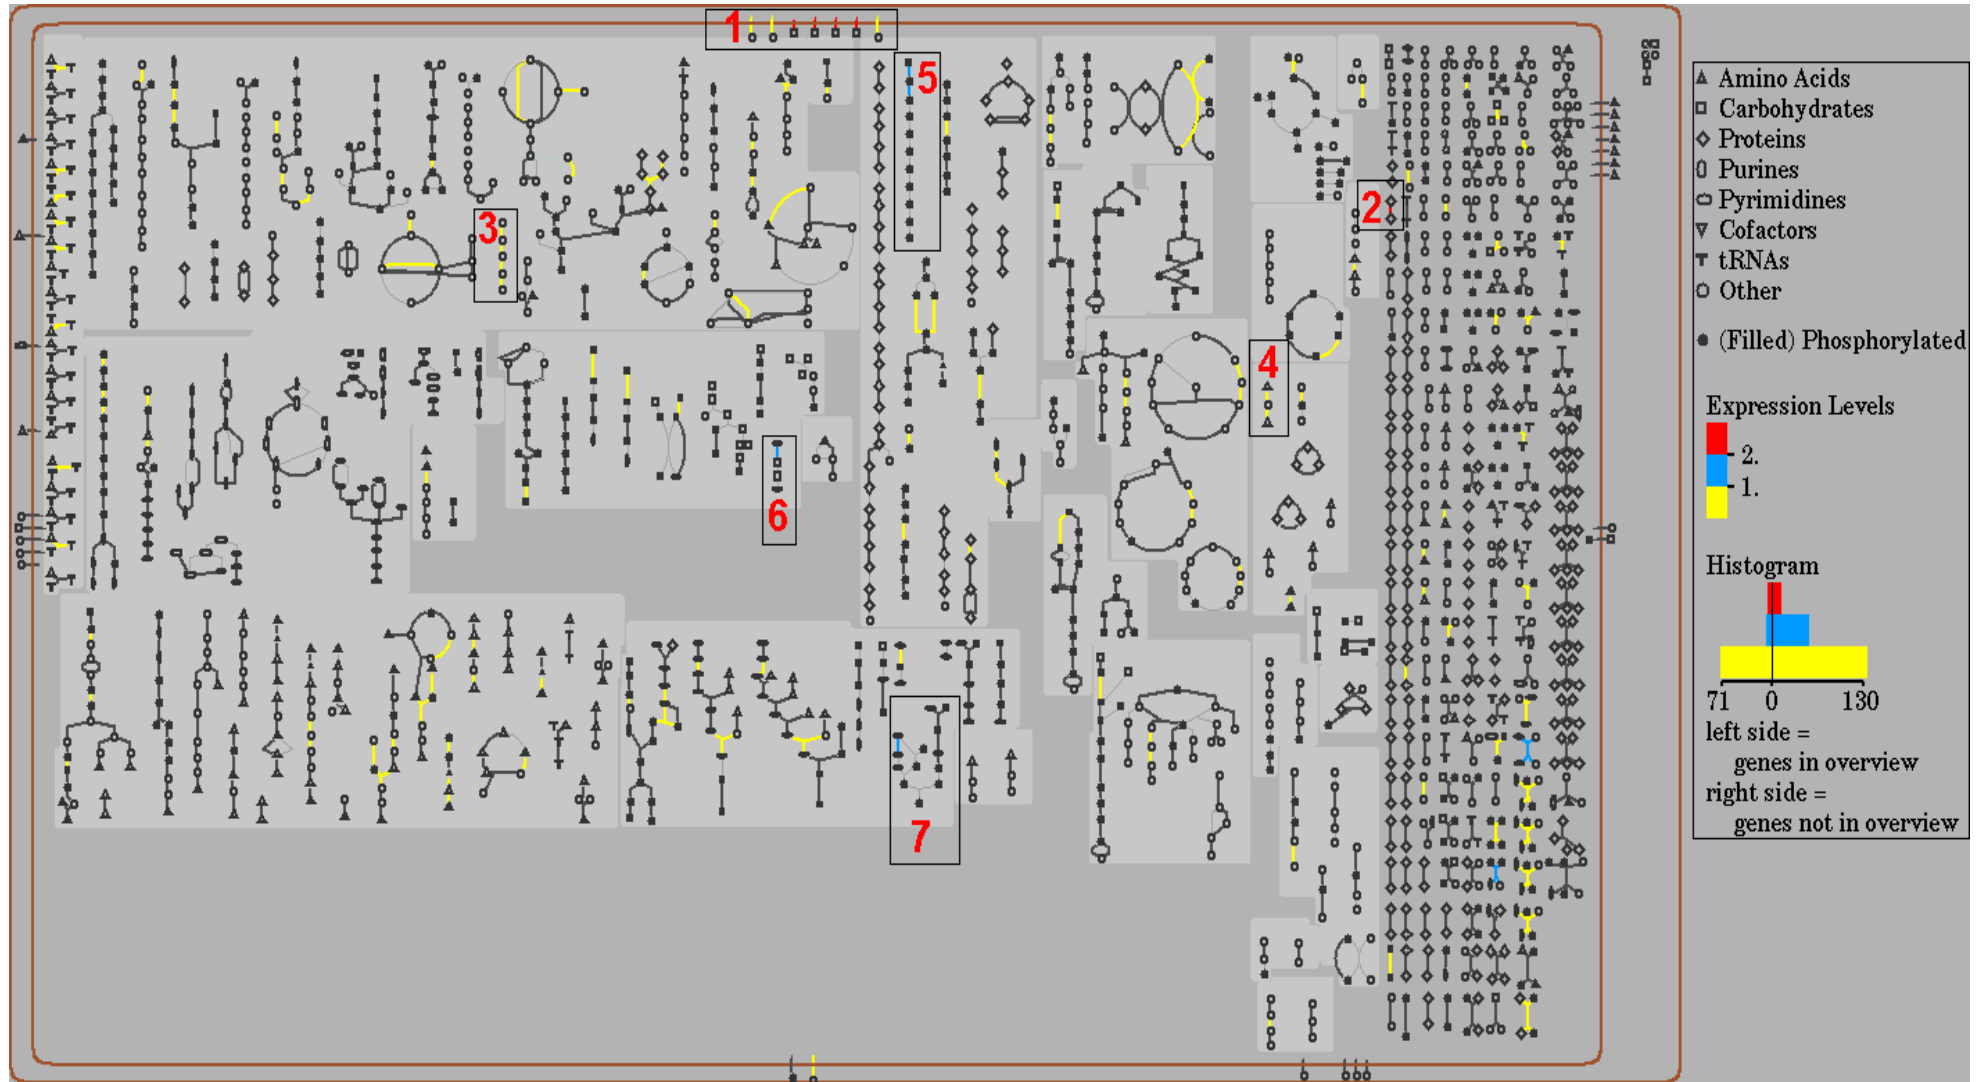 1
5
2
3
4
6
7
Amino Acids
Carbohydrates
Proteins
Purines
Pyrimidines
Cofactors
tRNAs
Other
(Filled) Phosphorylated
Expression Levels
2.
1.
Histogram
71 0 130
left side =
genes in overview
right side =
genes not in overview